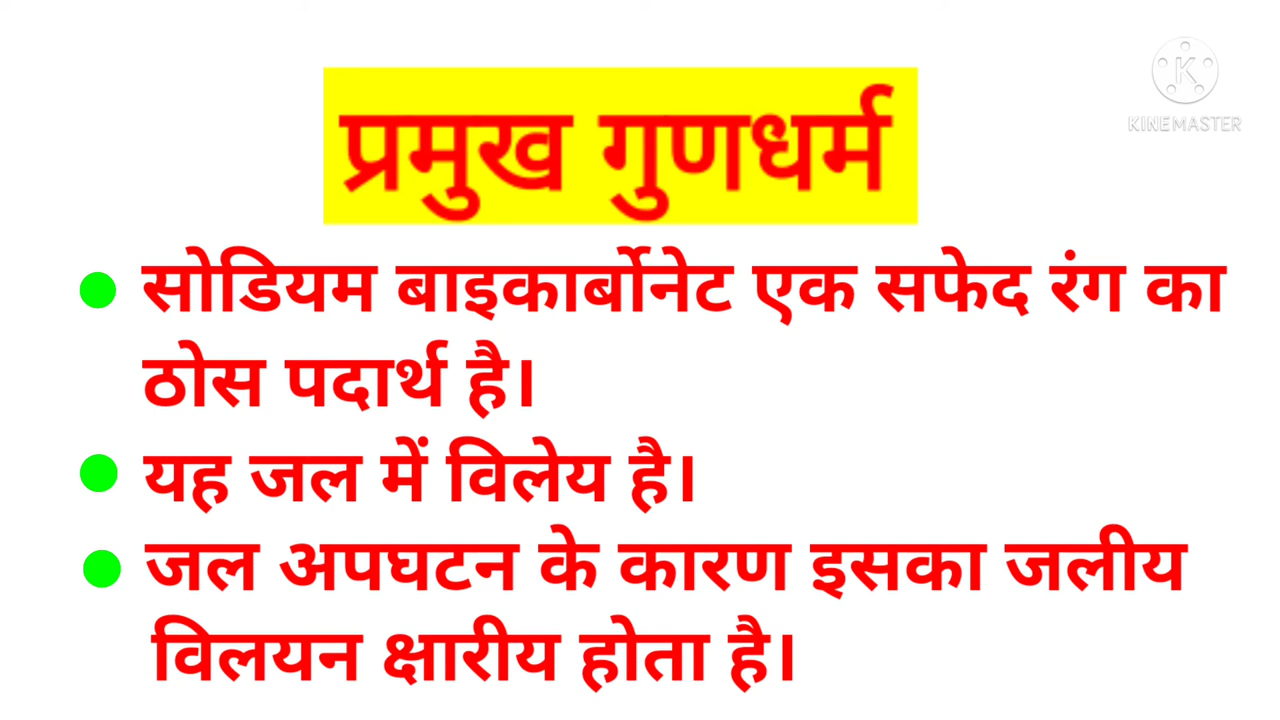 प्रमुख गुणधर्म
KINEMASTER
सोडियम बाइकार्बोनेट एक सफेद रंग का
ठोस पदार्थ है।
यह जल में विलेय है।
जल अपघटन के कारण इसका जलीय
विलयन क्षारीय होता है।